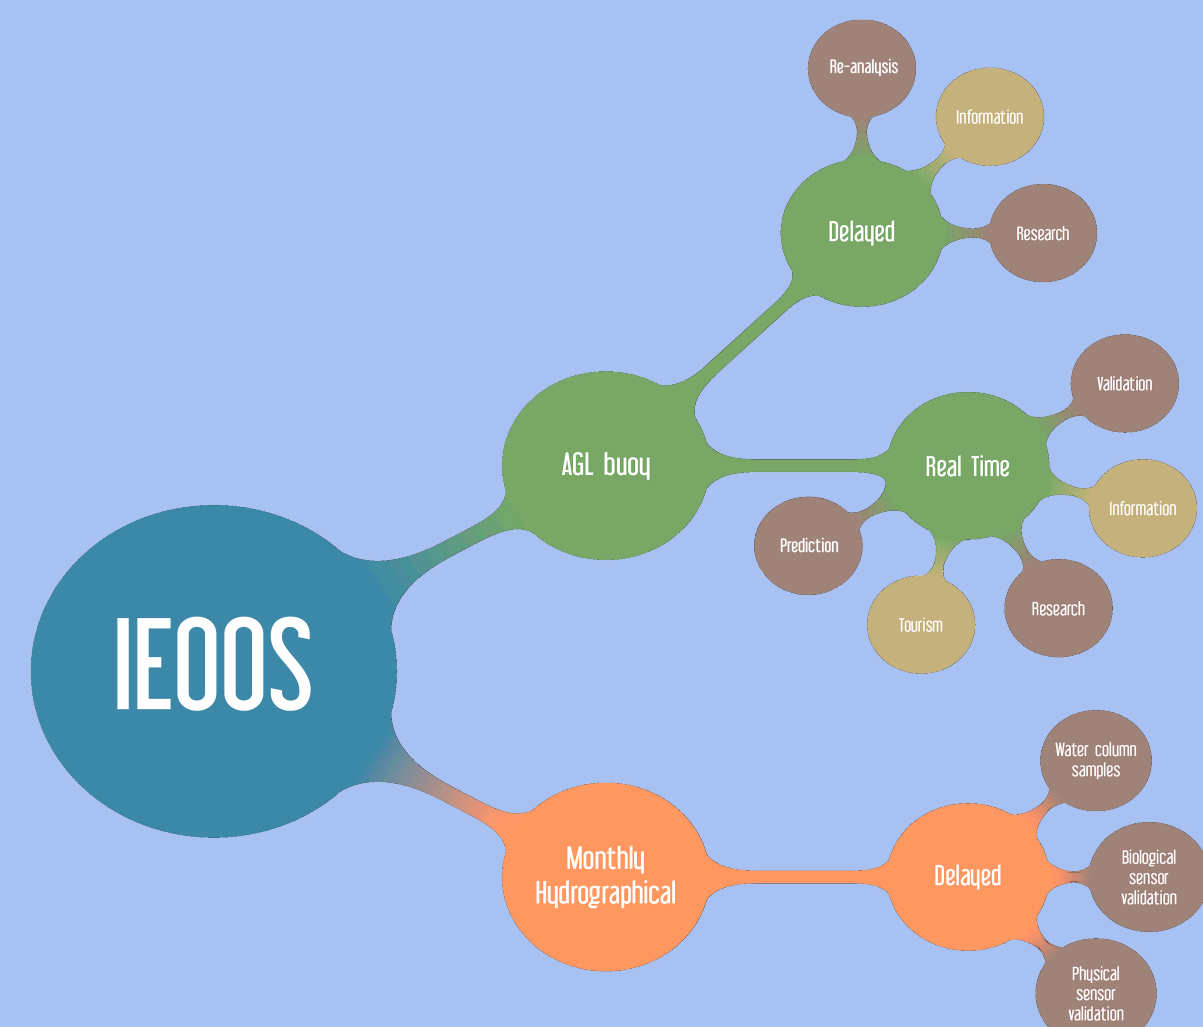 Re-analysis
Information
Delayed
Research
Validation
AGL buoy
Real Time
Information
Prediction
Tourism
Research
IEOOS
Water column
samples
Monthly
Hydrographical
Delayed
Biological
sensor
validation
Physical
sensor
validation